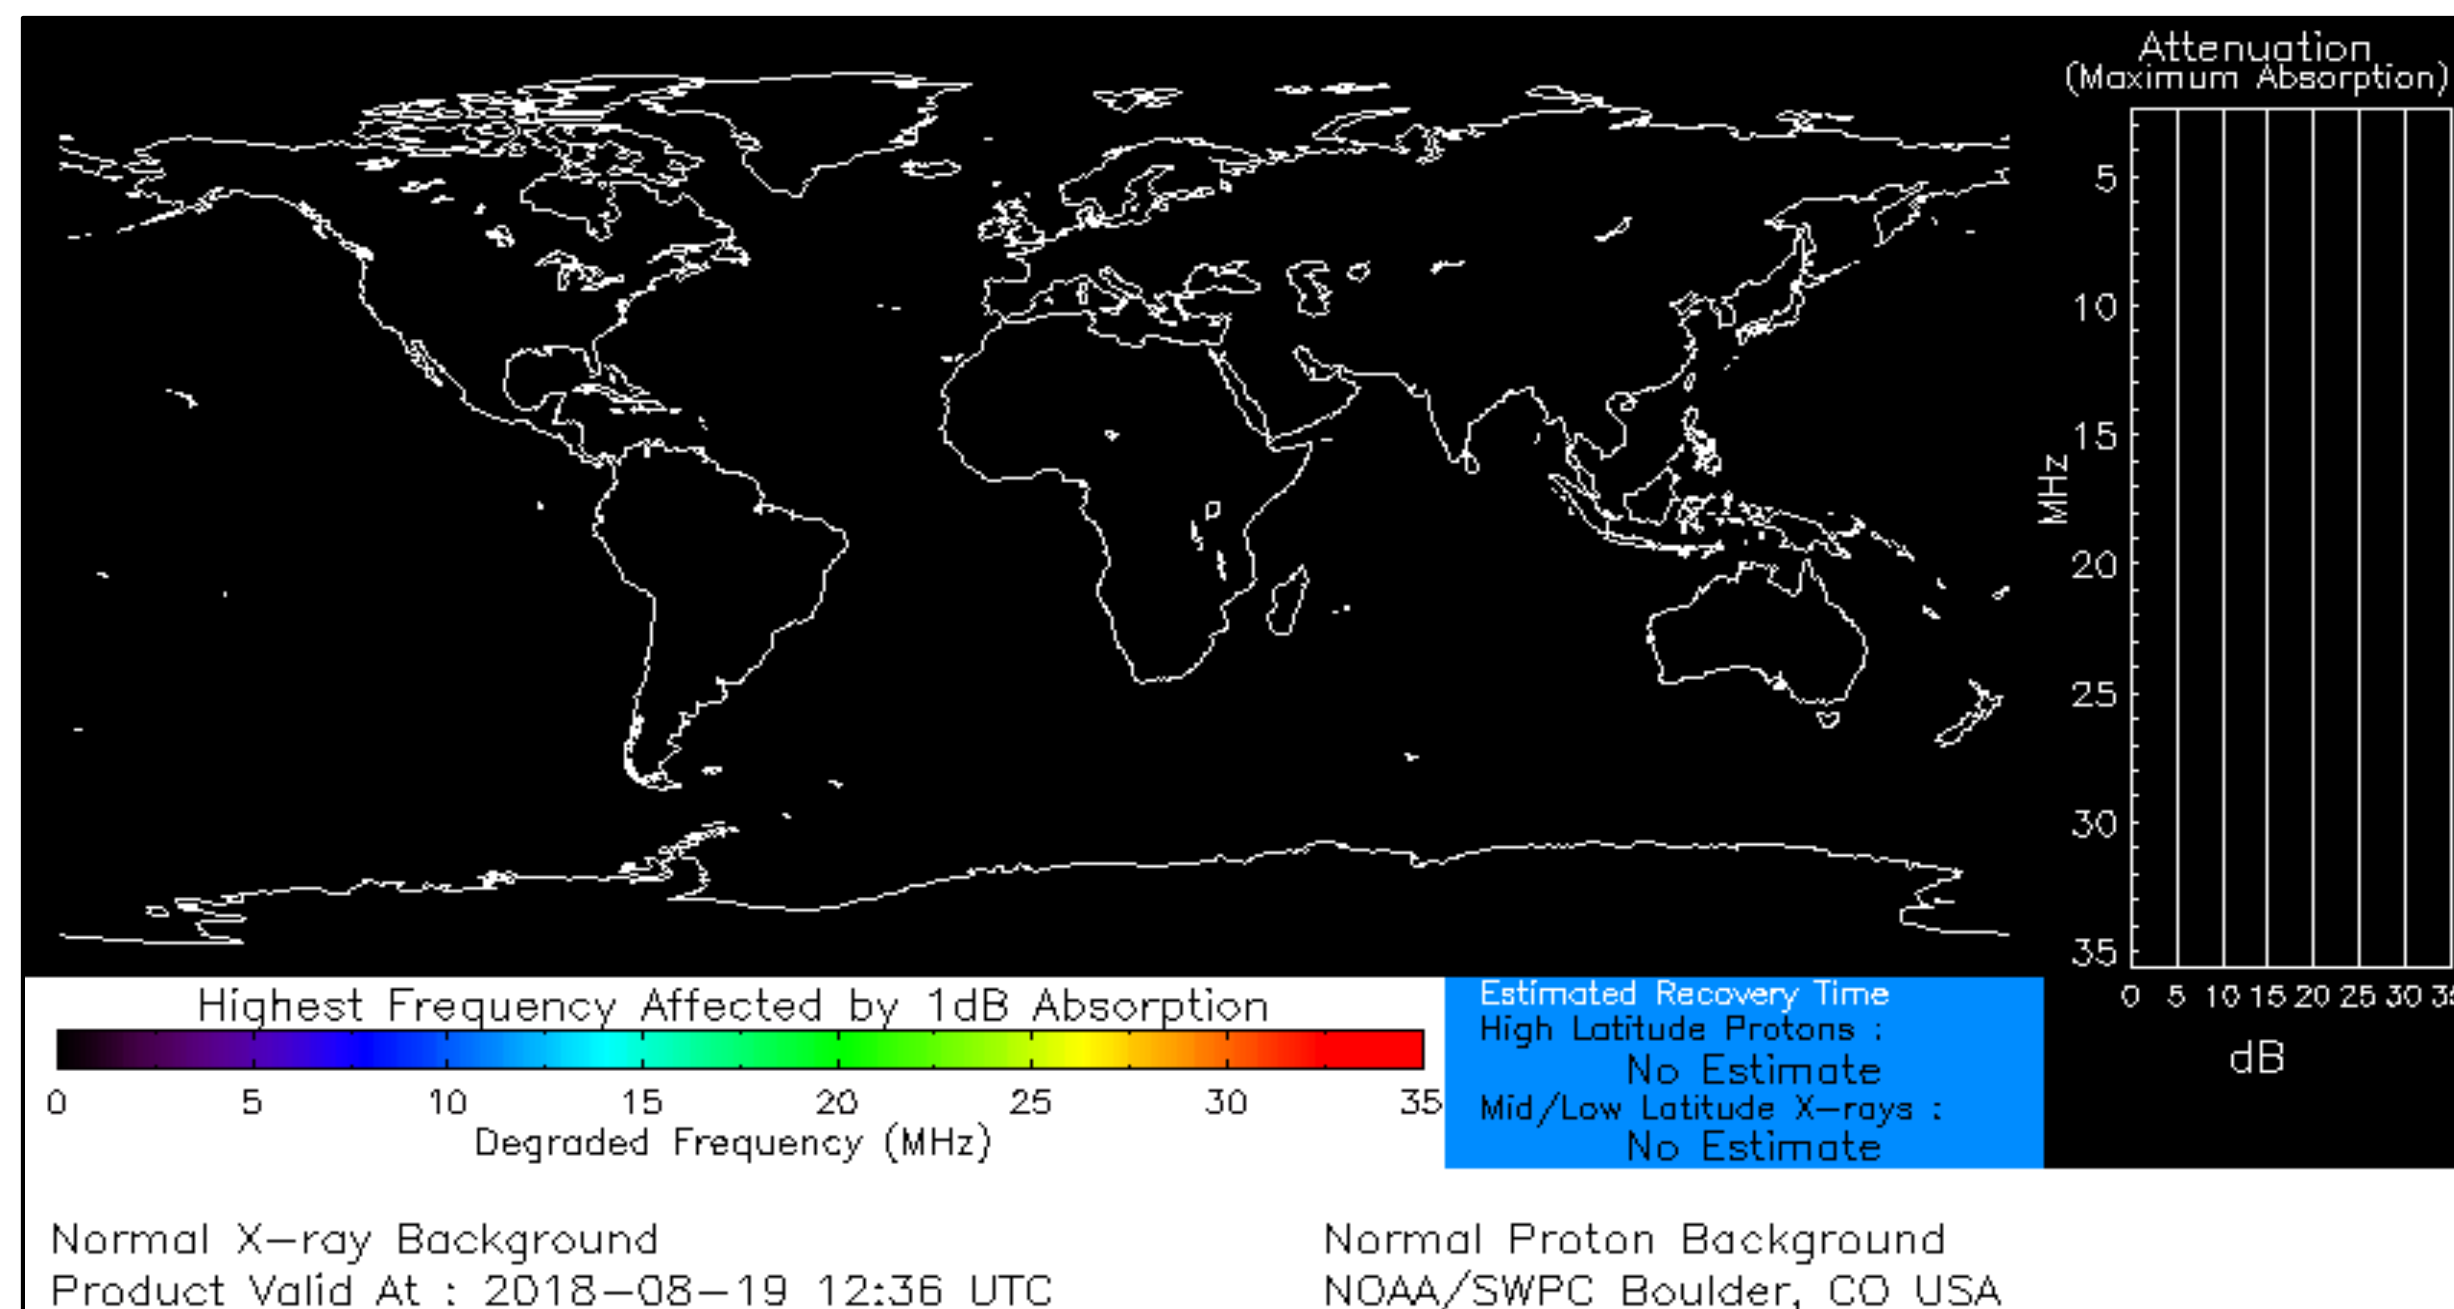 Attenuation
(Maximum Absorption)
5
10
15
20
25
30
35
MHz
0 5 10 15 20 25 30
dB
Highest Frequency Affected by 1dB Absorption
0 5 10 15 20 25 30 35
Degraded Frequency (MHz)
Estimated Recovery Time
High Latitude Protons :
No Estimate
Mid/Low Latitude X-rays :
No Estimate
Normal X-ray Background
Product Valid At : 2018-08-19 12:36 UTC
Normal Proton Background
NOAA/SWPC Boulder, CO USA